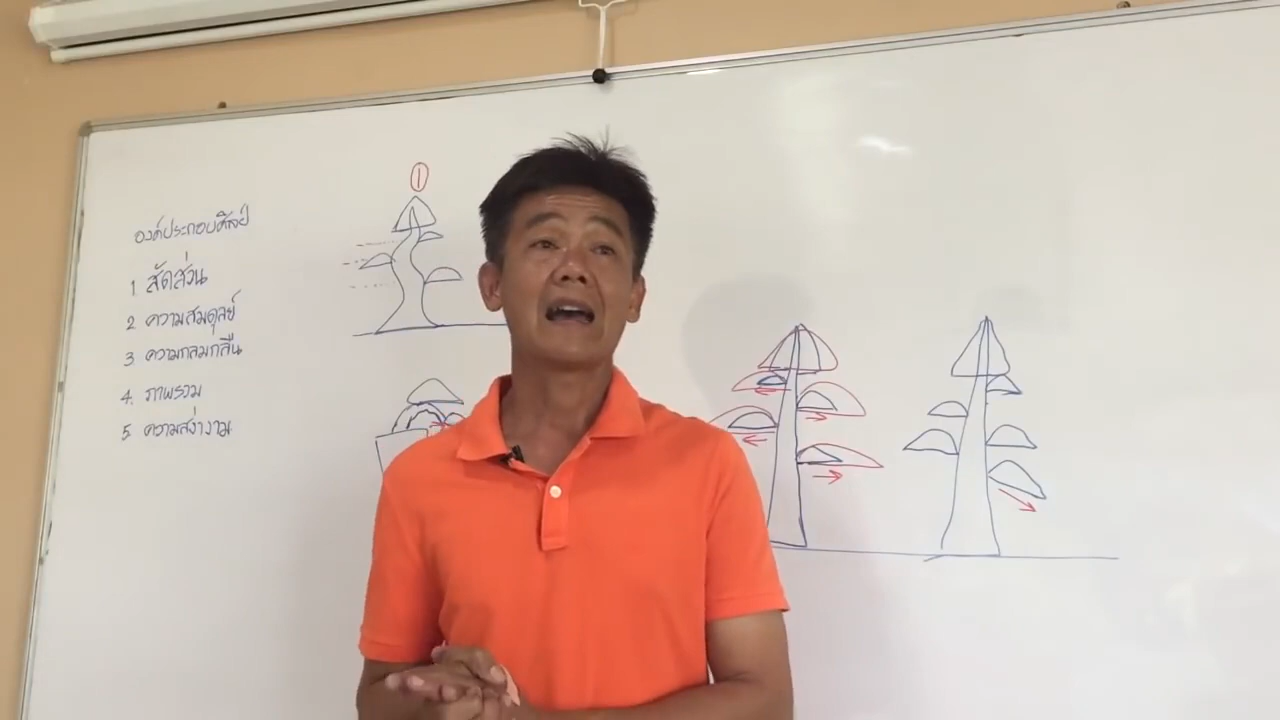 องค์ประกอบศิลป์
1. สัดส่วน
2. ความสมดุลย์
3. ความกลมกลืน
4. ภาพรวม
5. ความสง่างาม
1